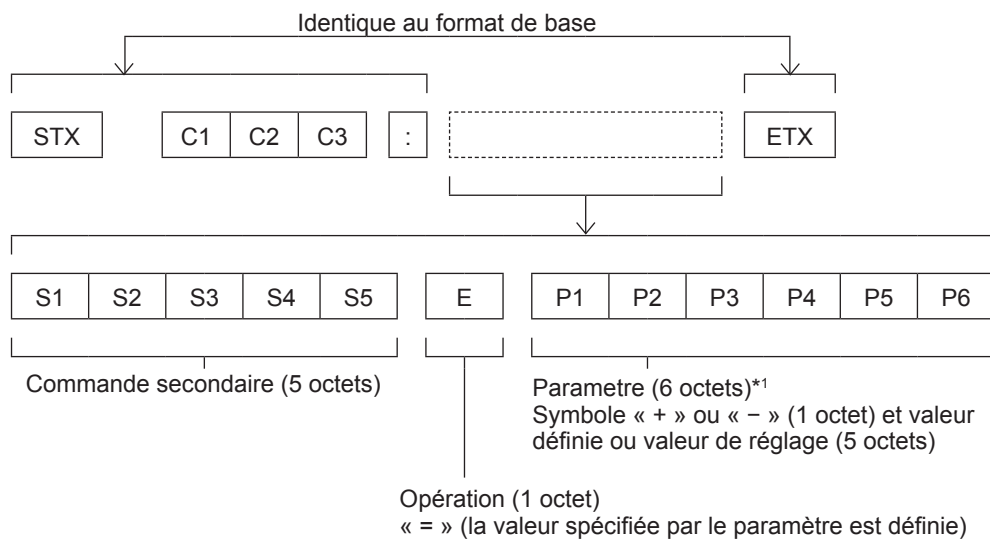 Identique au format de base
STX C1 C2 C3 : ETX
S1 S2 S3 S4 S5 E P1 P2 P3 P4 P5 P6
Commande secondaire (5 octets)
Parametre (6 octets)*1
Symbole « + » ou « − » (1 octet) et valeur
définie ou valeur de réglage (5 octets)
Opération (1 octet)
« = » (la valeur spécifiée par le paramètre est définie)